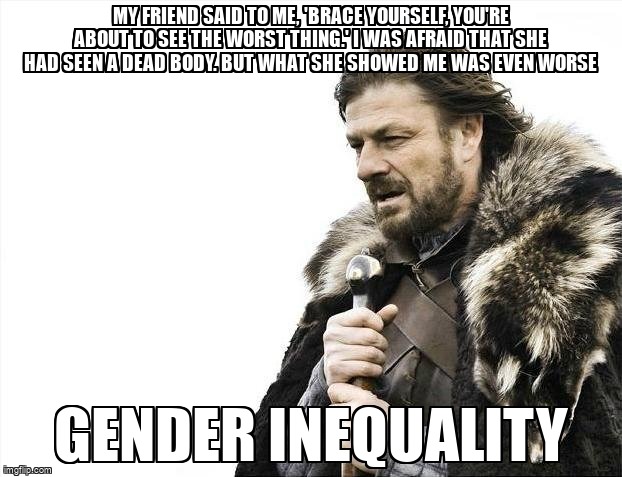 MY FRIEND SAID TO ME, 'BRACE YOURSELF, YOU'RE
ABOUT TO SEE THE WORST THING.' I WAS AFRAID THAT SHE
HAD SEEN A DEAD BODY. BUT WHAT SHE SHOWED ME WAS EVEN WORSE
GENDER INEQUALITY
imgflip.com